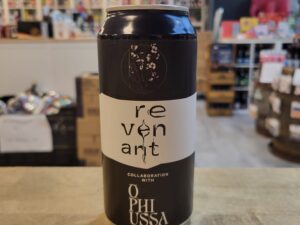 re
ven
ant
COLLABORATION
WITH
O
PHI
USSA